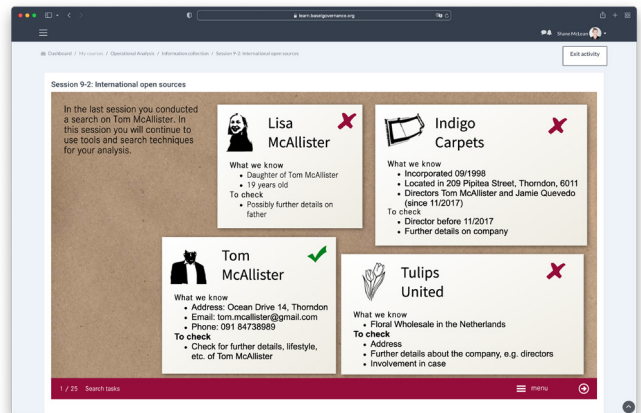 learn.baselgovernance.org
Shane McLean
Dashboard / My courses / Operational Analysis / Information collection / Session 9-2: International open sources
Exit activity
Session 9-2: International open sources
In the last session you conducted
a search on Tom McAllister. In
this session you will continue to
use tools and search techniques
for your analysis.
Lisa
McAllister
What we know
• Daughter of Tom McAllister
• 19 years old
To check
• Possibly further details on
father
Indigo
Carpets
What we know
• Incorporated 09/1998
• Located in 209 Pipitea Street, Thorndon, 6011
• Directors Tom McAllister and Jamie Quevedo
(since 11/2017)
To check
• Director before 11/2017
• Further details on company
Tom
McAllister
What we know
• Address: Ocean Drive 14, Thorndon
• Email: tom.mcallister@gmail.com
• Phone: 091 84738989
To check
• Check for further details, lifestyle,
etc. of Tom McAllister
Tulips
United
What we know
• Floral Wholesale in the Netherlands
To check
• Address
• Further details about the company, e.g. directors
• Involvement in case
1 / 25 Search tasks
menu